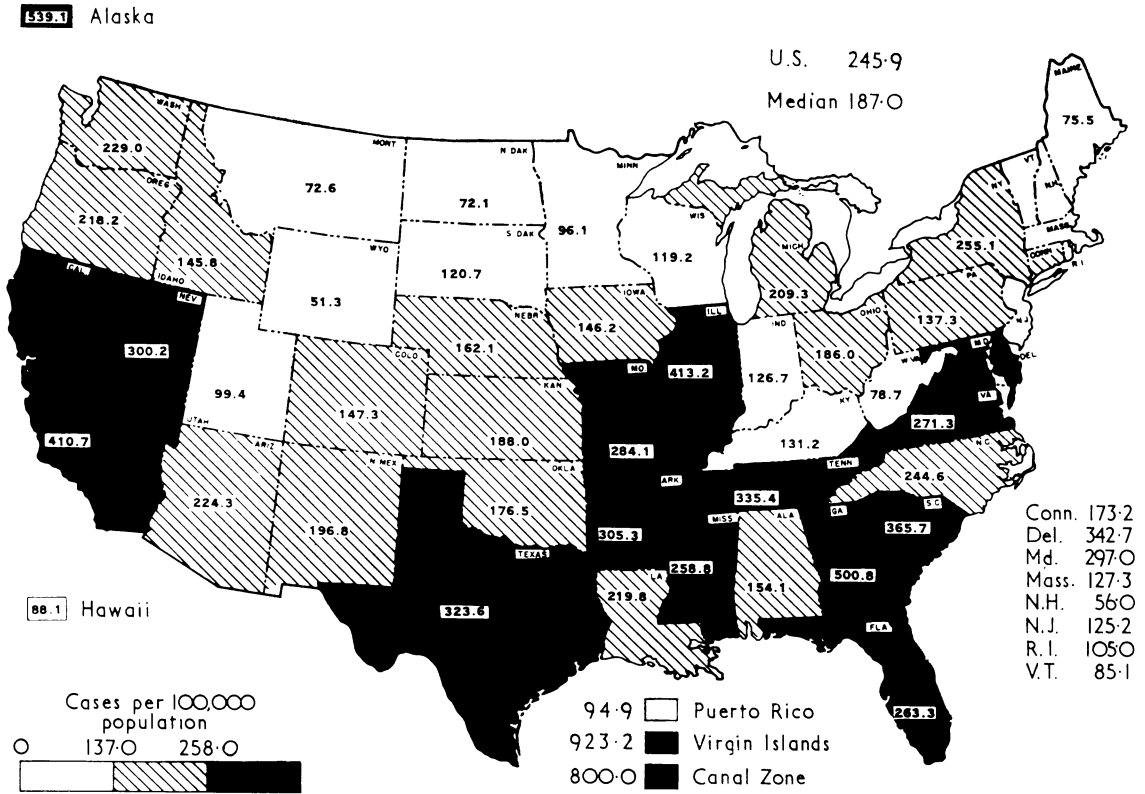 539.1 Alaska
U.S. 245·9
Median 187·0
MAINE
75.5
WASH
229.0
MONT
72.6
N DAK
72.1
MINN
96.1
VT
N.H.
N.Y.
255.1
MASS
CONN
R I
OREG
218.2
IDAHO
145.8
WYO
51.3
S DAK
120.7
WIS
119.2
MICH
209.3
PA
137.3
N.J.
CAL
410.7
NEV
300.2
UTAH
99.4
COLO
147.3
NEBR
162.1
IOWA
146.2
ILL
413.2
IND
126.7
OHIO
186.0
W VA
78.7
MD
DEL
VA
271.3
KAN
188.0
MO
284.1
KY
131.2
ARIZ
224.3
N MEX
196.8
OKLA
176.5
ARK
305.3
TENN
335.4
N.C.
244.6
S C
365.7
TEXAS
323.6
LA
219.8
MISS
258.8
ALA
154.1
GA
500.8
FLA
263.3
Conn. 173·2
Del. 342·7
Md. 297·0
Mass. 127·3
N.H. 56·0
N.J. 125·2
R.I. 105·0
V.T. 85·1
88.1 Hawaii
Cases per 100,000
population
0 137·0 258·0
94·9 Puerto Rico
923·2 Virgin Islands
800·0 Canal Zone